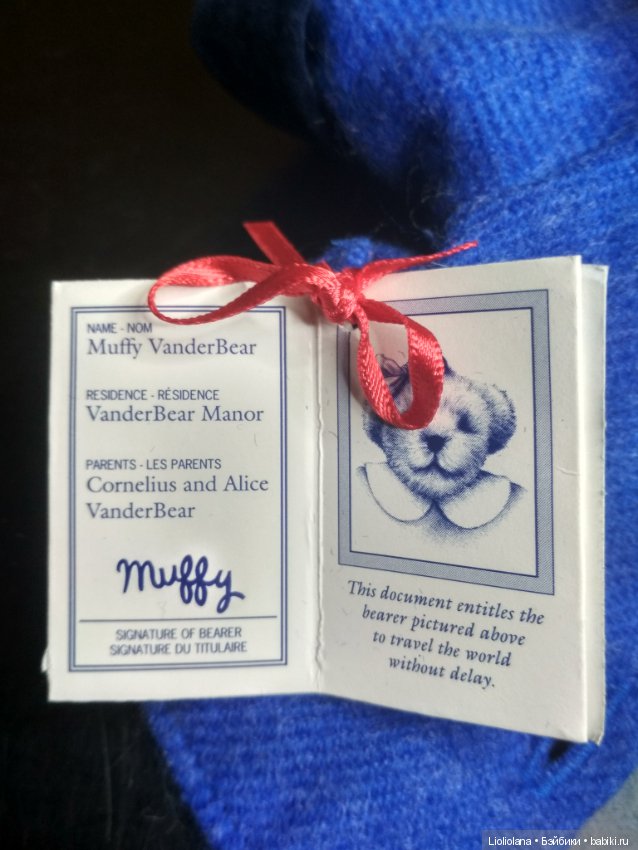 NAME - NOM
Muffy VanderBear
RESIDENCE - RÉSIDENCE
VanderBear Manor
PARENTS - LES PARENTS
Cornelius and Alice
VanderBear
Muffy
SIGNATURE OF BEARER
SIGNATURE DU TITULAIRE
This document entitles the
bearer pictured above
to travel the world
without delay.
Lioliolana • Бэйбики • babiki.ru